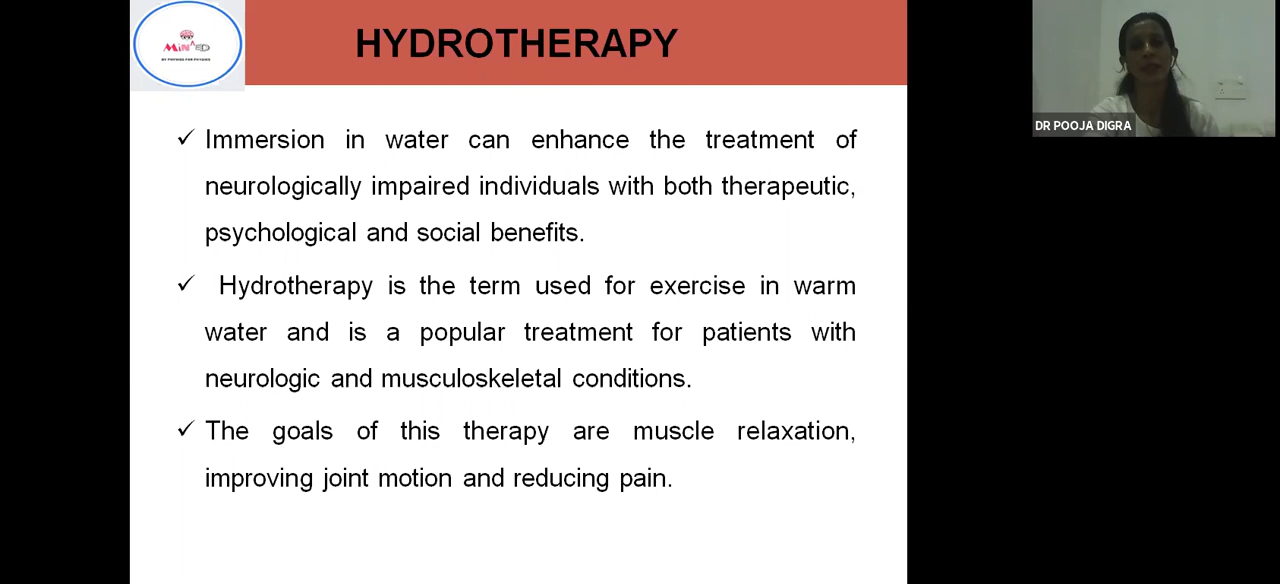 HYDROTHERAPY
MiN^ED
BY PHYSIOS FOR PHYSIOS
DR POOJA DIGRA
✓ Immersion in water can enhance the treatment of
neurologically impaired individuals with both therapeutic,
psychological and social benefits.
✓ Hydrotherapy is the term used for exercise in warm
water and is a popular treatment for patients with
neurologic and musculoskeletal conditions.
✓ The goals of this therapy are muscle relaxation,
improving joint motion and reducing pain.